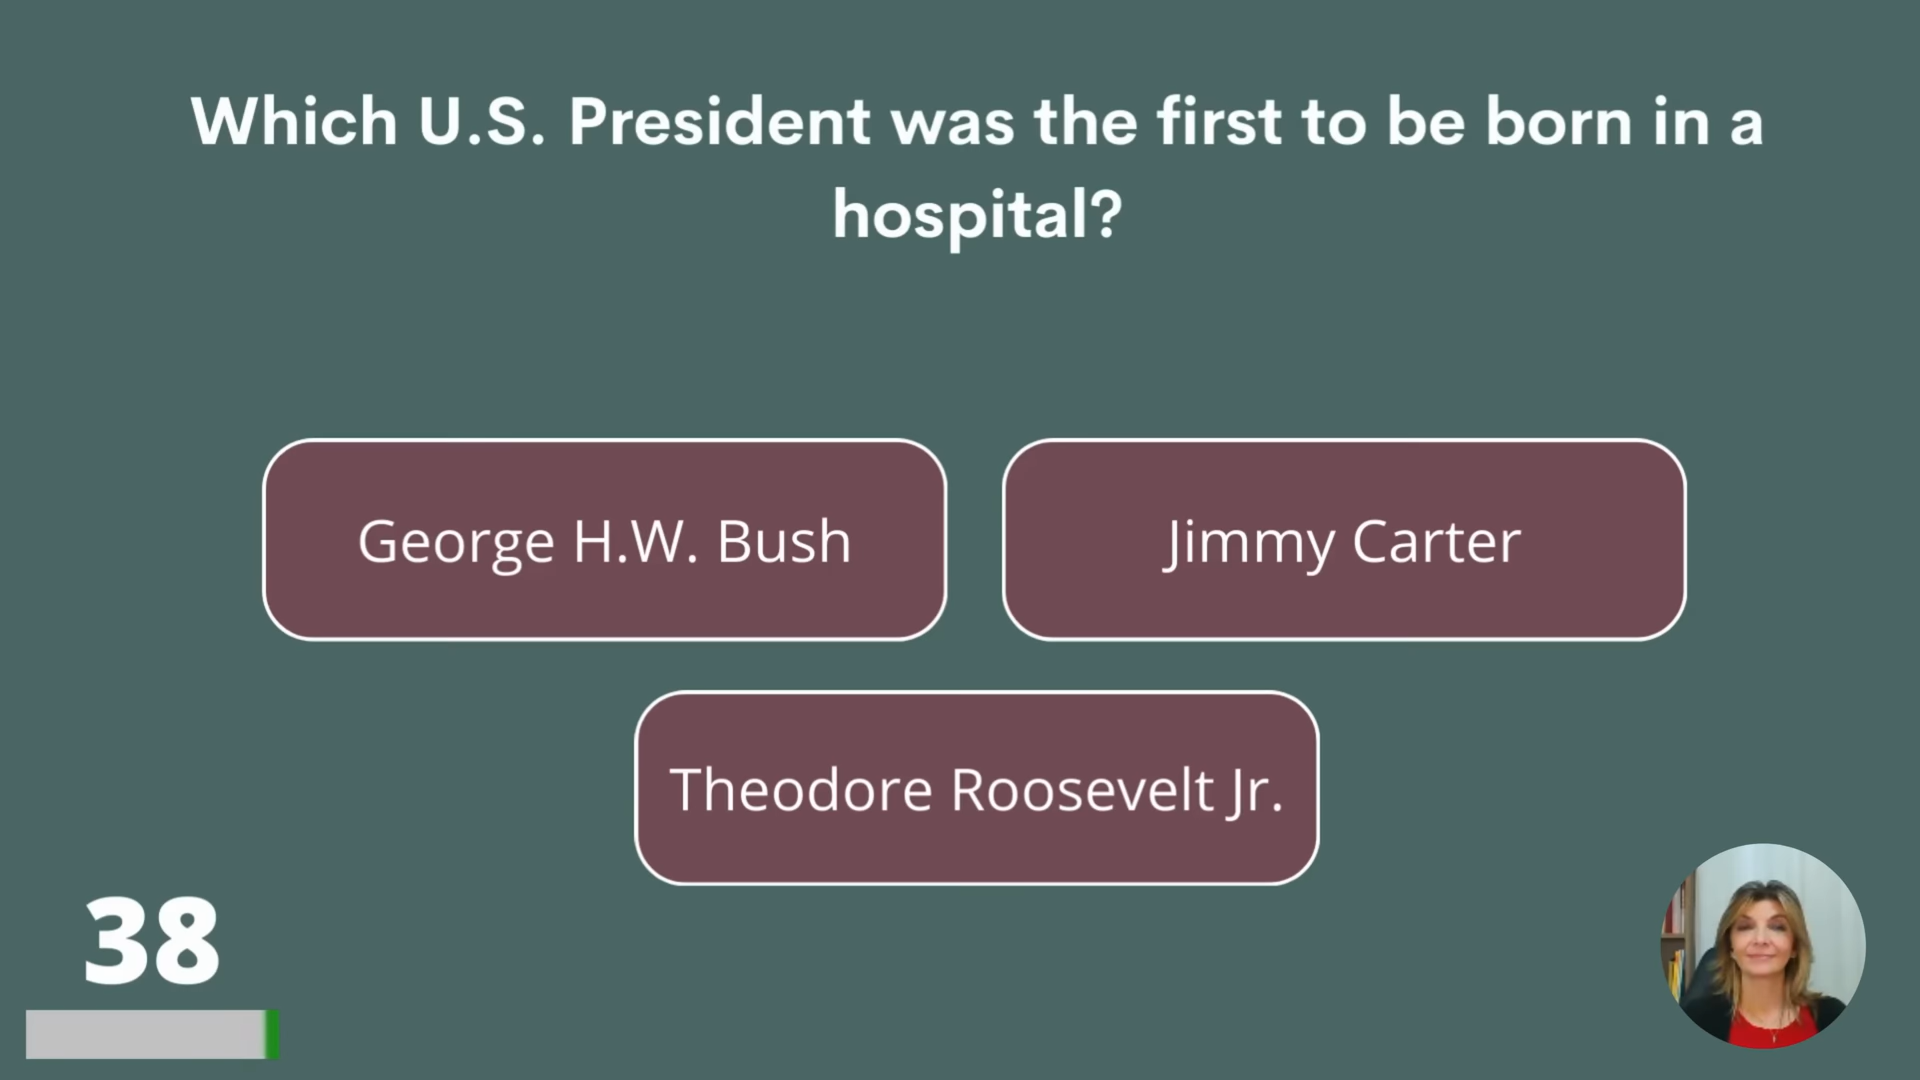 Which U.S. President was the first to be born in a
hospital?
George H.W. Bush
Jimmy Carter
Theodore Roosevelt Jr.
38